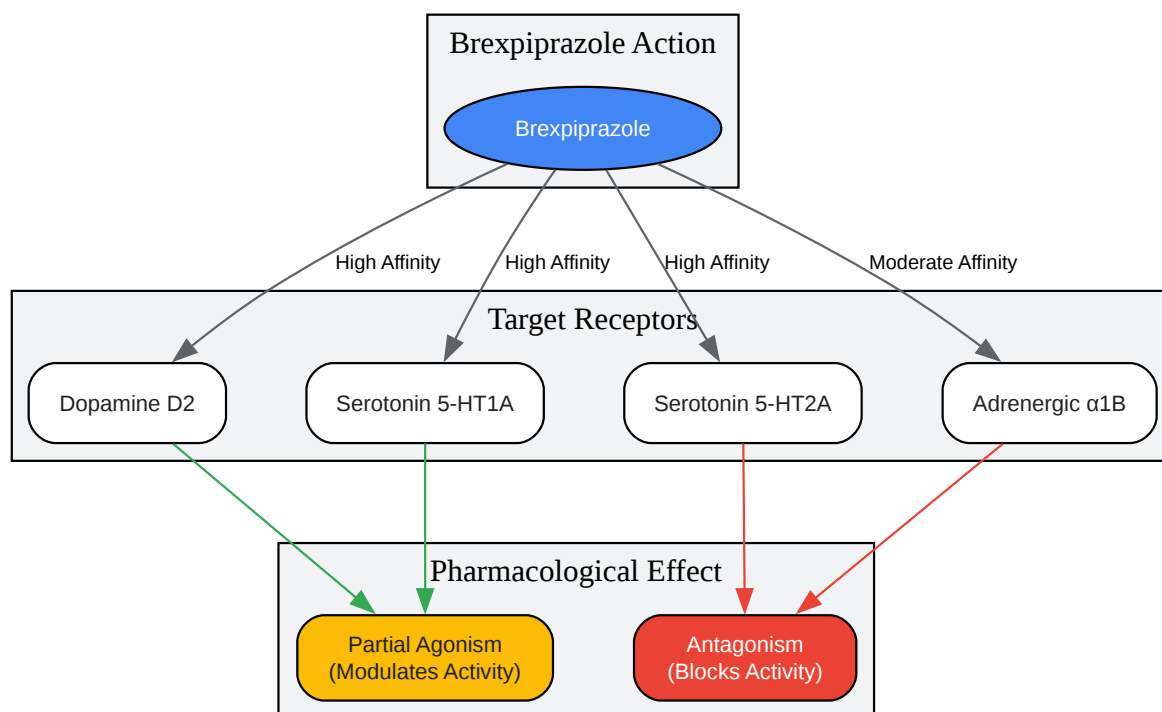 Brexpiprazole Action
Brexpiprazole
High Affinity
High Affinity
High Affinity
Moderate Affinity
Target Receptors
Dopamine D2
Serotonin 5-HT1A
Serotonin 5-HT2A
Adrenergic α1B
Pharmacological Effect
Partial Agonism
(Modulates Activity)
Antagonism
(Blocks Activity)